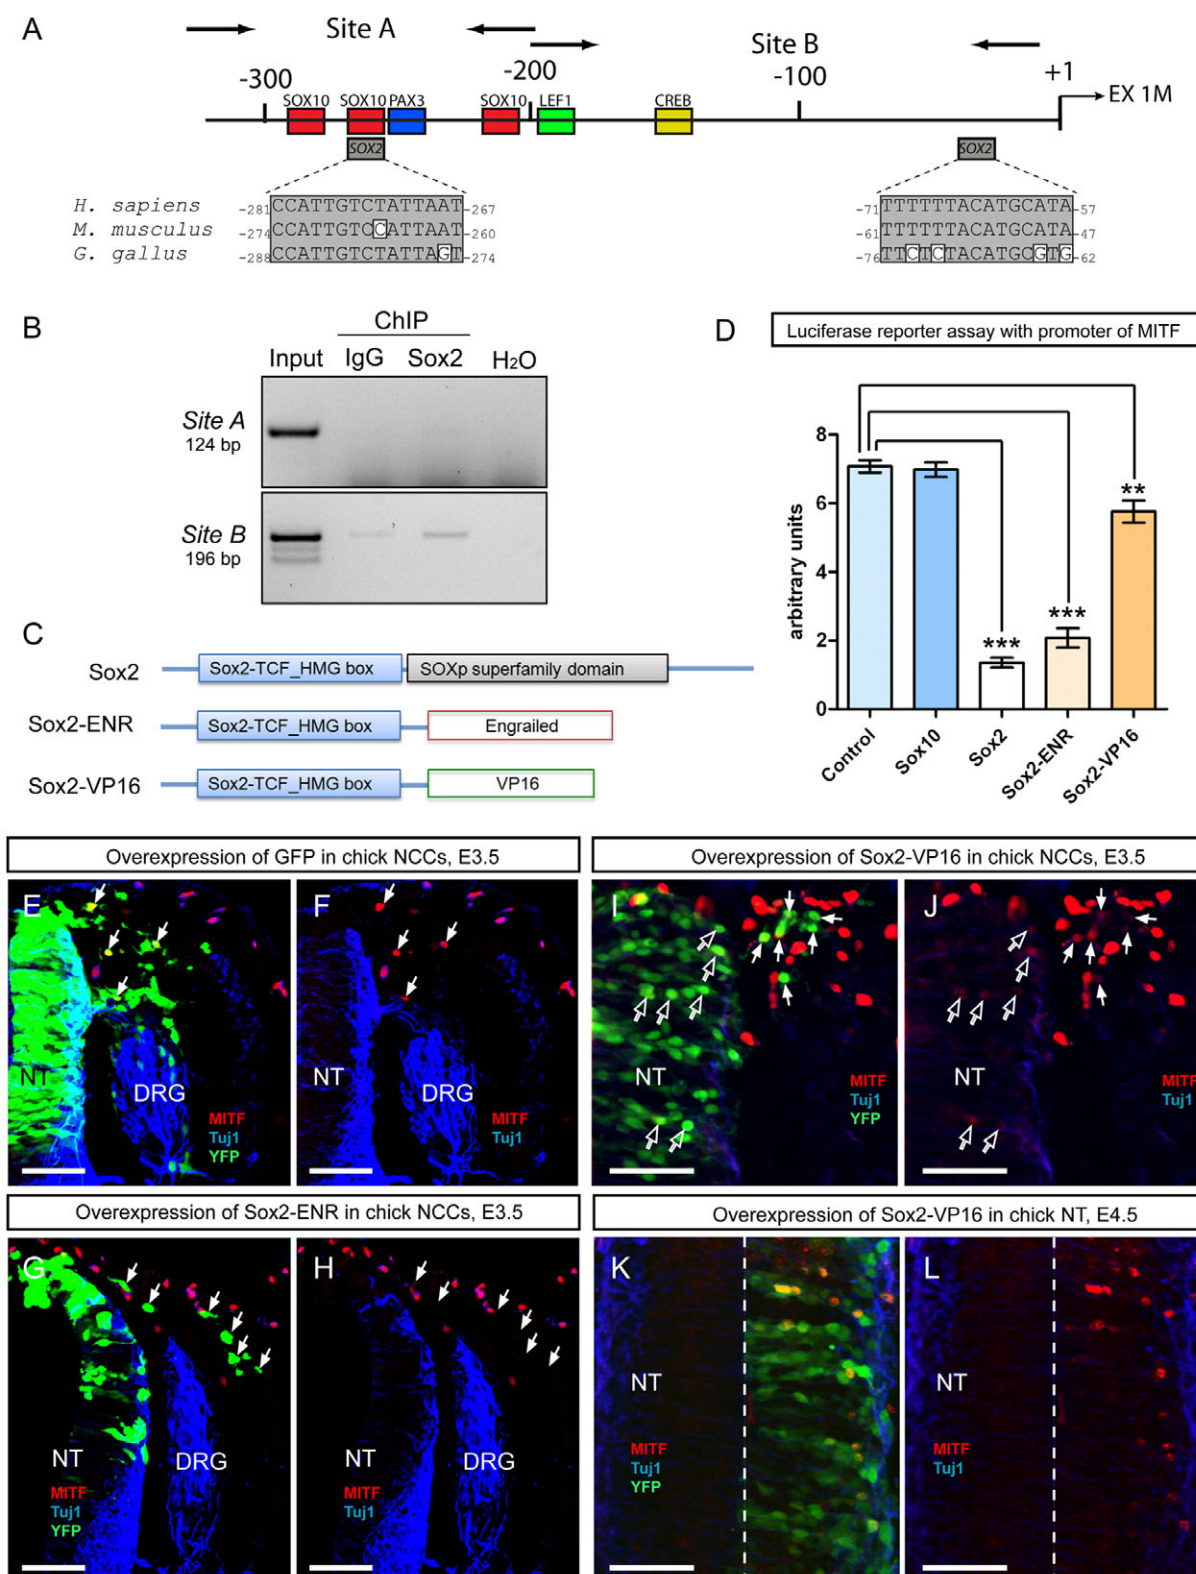 A
Site A
Site B
-300
-200
-100
+1
SOX10
SOX10
PAX3
SOX10
LEF1
CREB
EX 1M
SOX2
SOX2
H. sapiens
-281 CCATTGTCTATTAAT -267
-71 TTTTTTACATGCATA -57
M. musculus
-274 CCATTGTCCATTAAT -260
-61 TTTTTTACATGCATA -47
G. gallus
-288 CCATTGTCTATTAGT -274
-76 TTCTCTACATGCGTG -62
B
ChIP
Input IgG Sox2 H2O
Site A
124 bp
Site B
196 bp
C
Sox2
Sox2-TCF_HMG box
SOXp superfamily domain
Sox2-ENR
Sox2-TCF_HMG box
Engrailed
Sox2-VP16
Sox2-TCF_HMG box
VP16
D
Luciferase reporter assay with promoter of MITF
arbitrary units
8
6
4
2
0
***
***
**
Control
Sox10
Sox2
Sox2-ENR
Sox2-VP16
Overexpression of GFP in chick NCCs, E3.5
E
NT
DRG
MITF
Tuj1
YFP
F
NT
DRG
MITF
Tuj1
Overexpression of Sox2-VP16 in chick NCCs, E3.5
I
NT
MITF
Tuj1
YFP
J
NT
MITF
Tuj1
Overexpression of Sox2-ENR in chick NCCs, E3.5
G
NT
DRG
MITF
Tuj1
YFP
H
NT
DRG
MITF
Tuj1
Overexpression of Sox2-VP16 in chick NT, E4.5
K
NT
MITF
Tuj1
YFP
L
NT
MITF
Tuj1